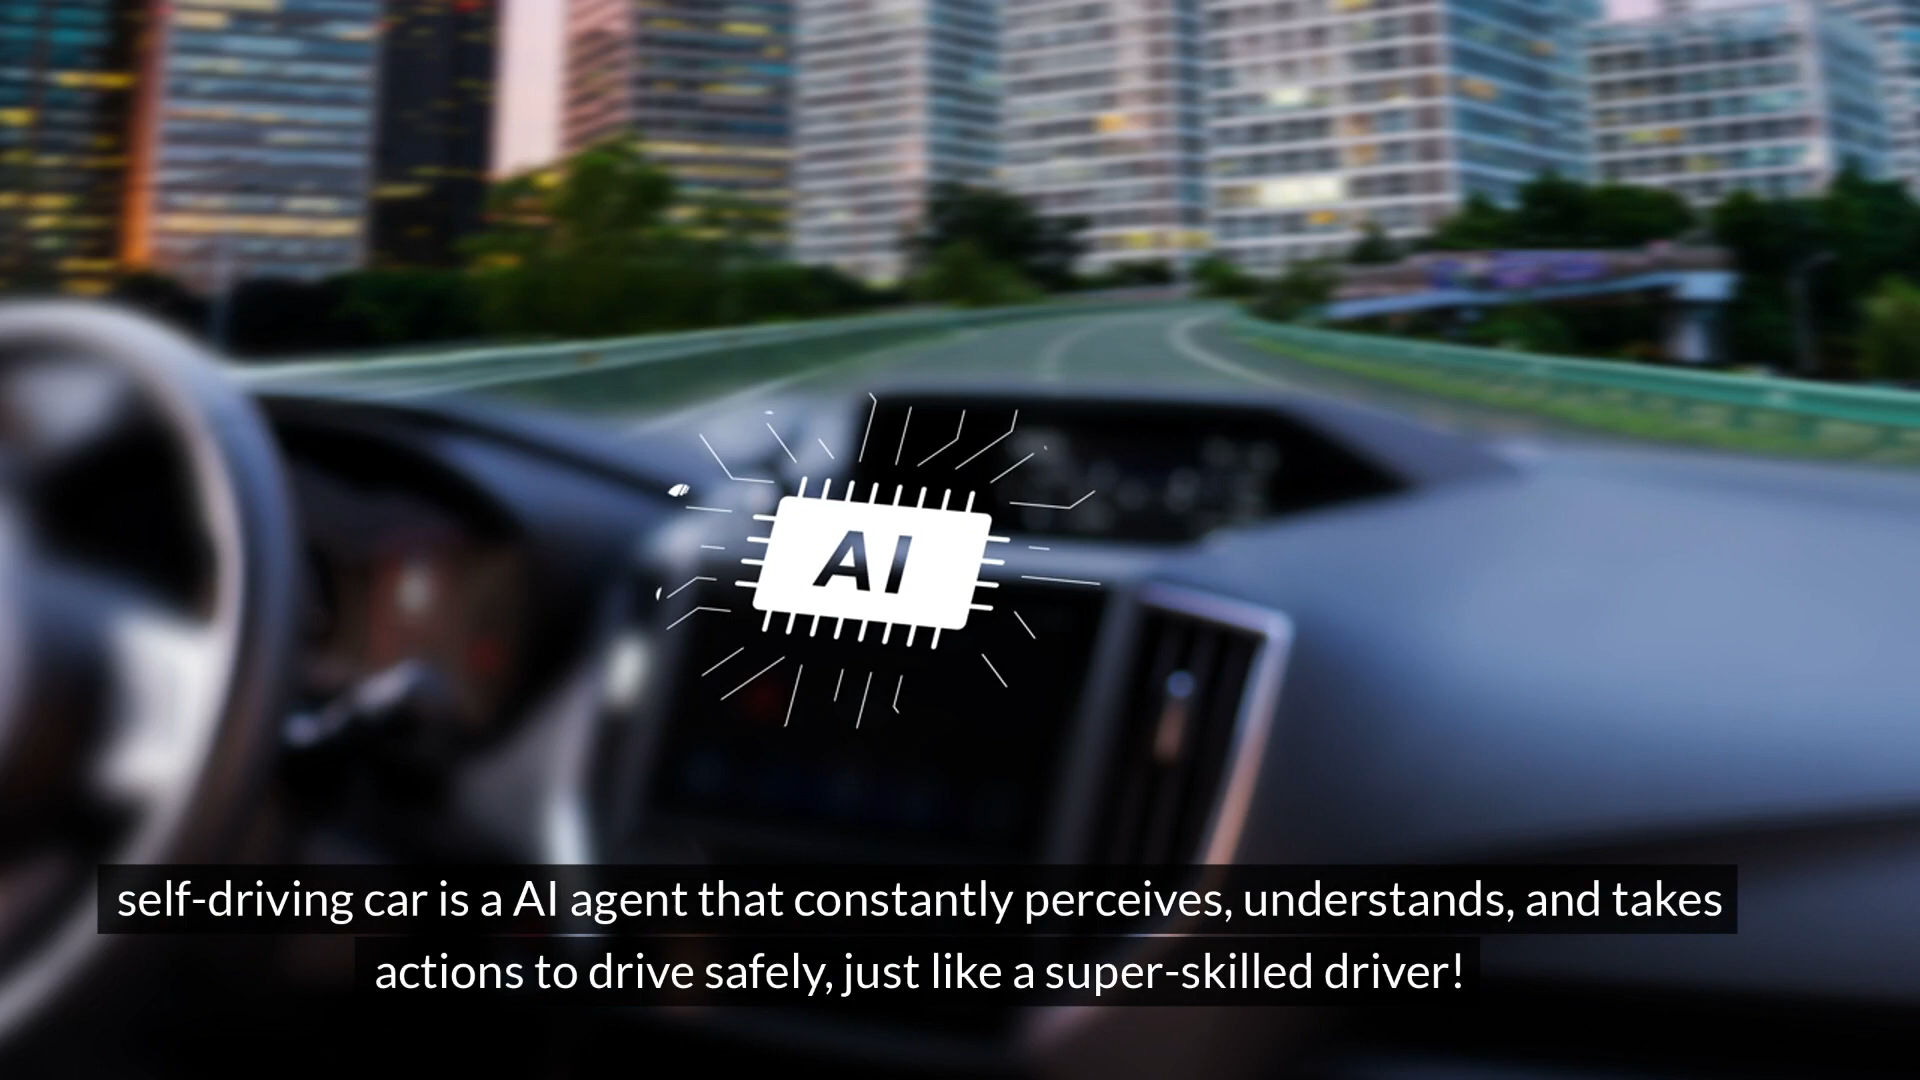 AI
self-driving car is a AI agent that constantly perceives, understands, and takes
actions to drive safely, just like a super-skilled driver!